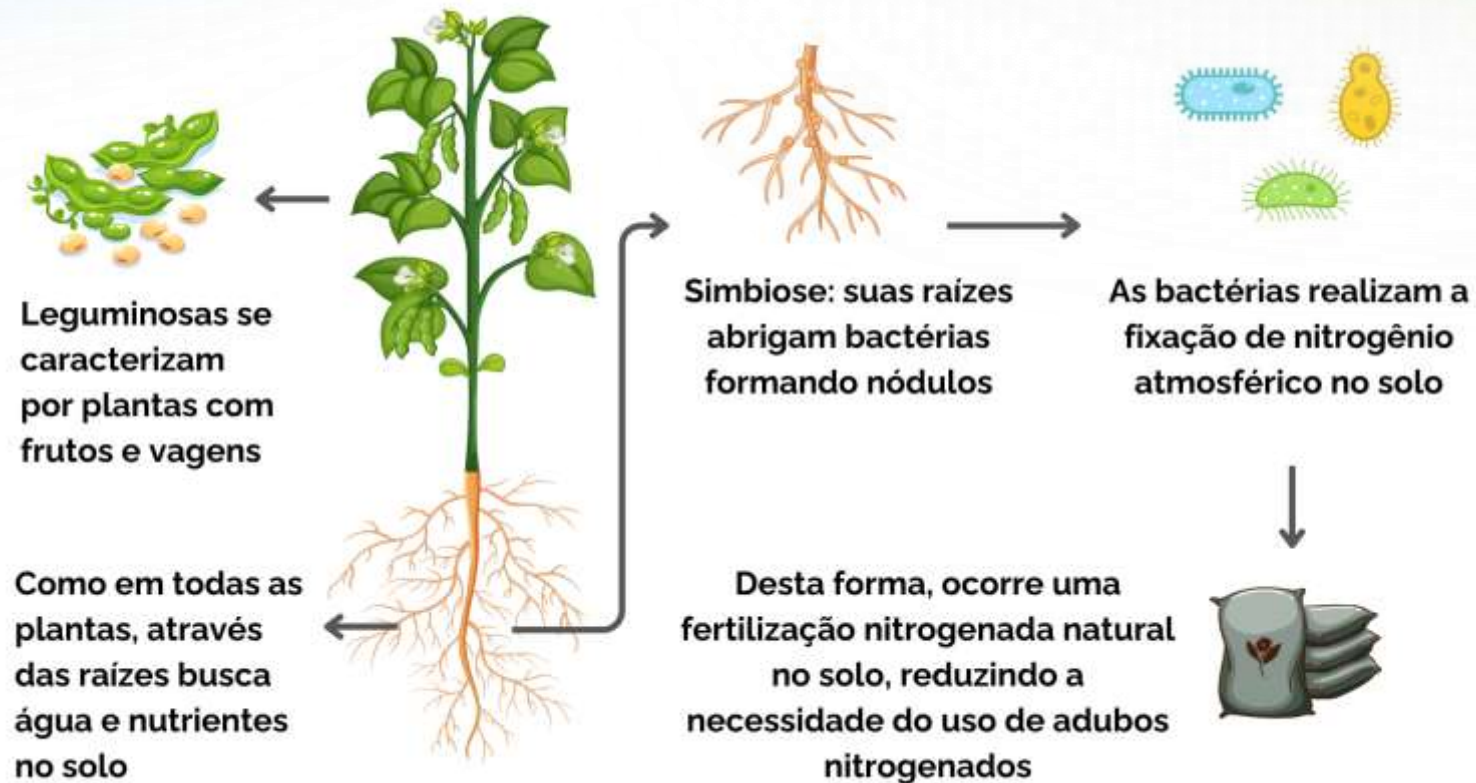 Leguminosas se
caracterizam
por plantas com
frutos e vagens
Como em todas as
plantas, através
das raízes busca
água e nutrientes
no solo
Simbiose: suas raízes
abrigam bactérias
formando nódulos
As bactérias realizam a
fixação de nitrogênio
atmosférico no solo
Desta forma, ocorre uma
fertilização nitrogenada natural
no solo, reduzindo a
necessidade do uso de adubos
nitrogenados